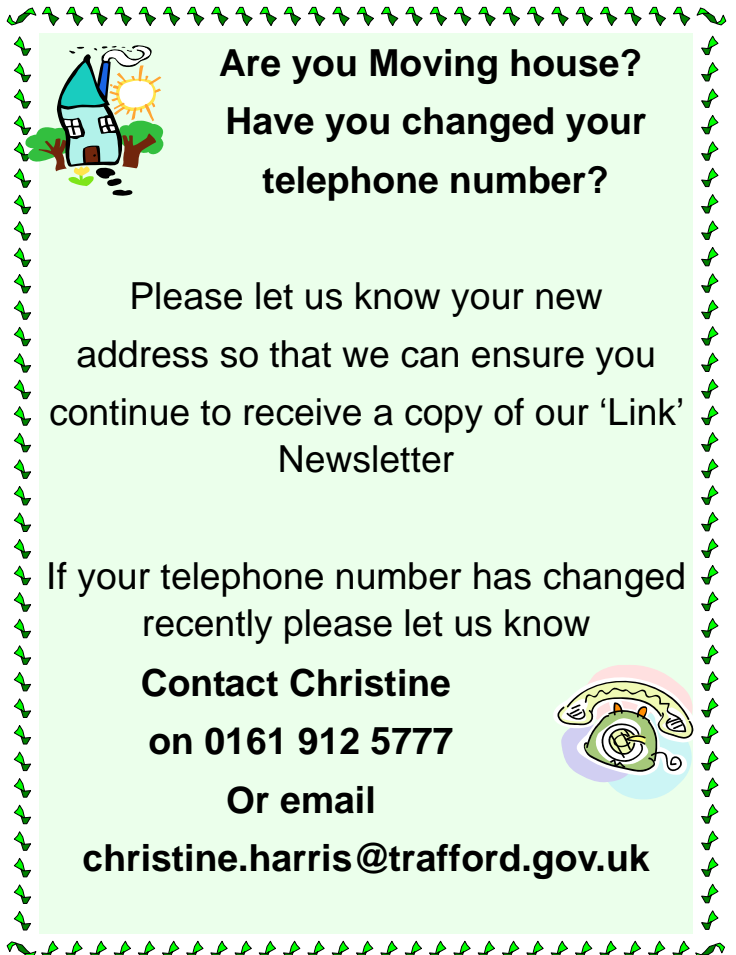 Are you Moving house?
Have you changed your
telephone number?
Please let us know your new
address so that we can ensure you
continue to receive a copy of our ‘Link’
Newsletter
If your telephone number has changed
recently please let us know
Contact Christine
on 0161 912 5777
Or email
christine.harris@trafford.gov.uk